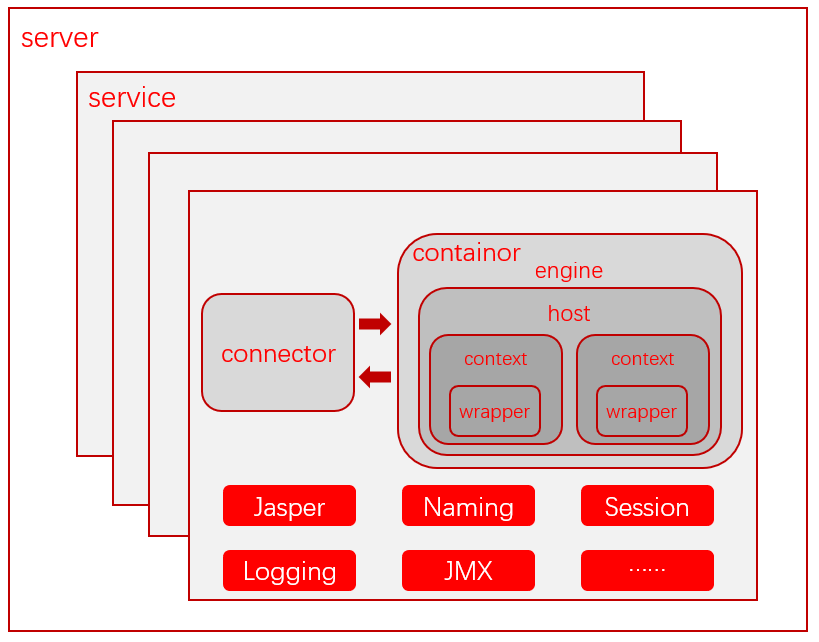 server
service
containor
engine
host
connector
context
context
wrapper
wrapper
Jasper
Naming
Session
Logging
JMX
……